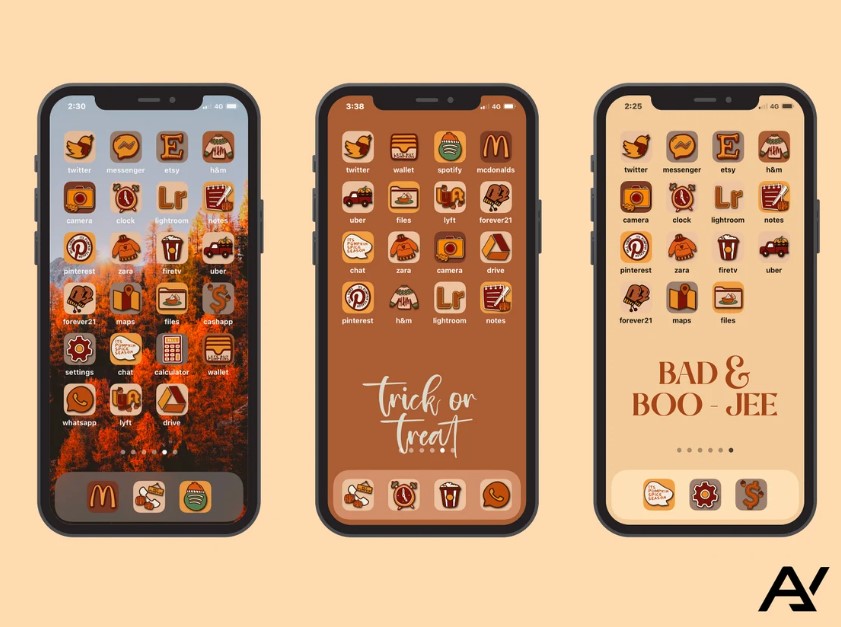 2:30 4G
twitter messenger etsy h&m
camera clock lightroom notes
pinterest zara firetv uber
forever21 maps files cashapp
settings chat calculator wallet
whatsapp lyft drive
3:38 4G
twitter wallet spotify mcdonalds
uber files lyft forever21
chat zara camera drive
pinterest h&m lightroom notes
trick or
treat
2:25 4G
twitter messenger etsy h&m
camera clock lightroom notes
pinterest zara firetv uber
forever21 maps files
BAD &
BOO - JEE